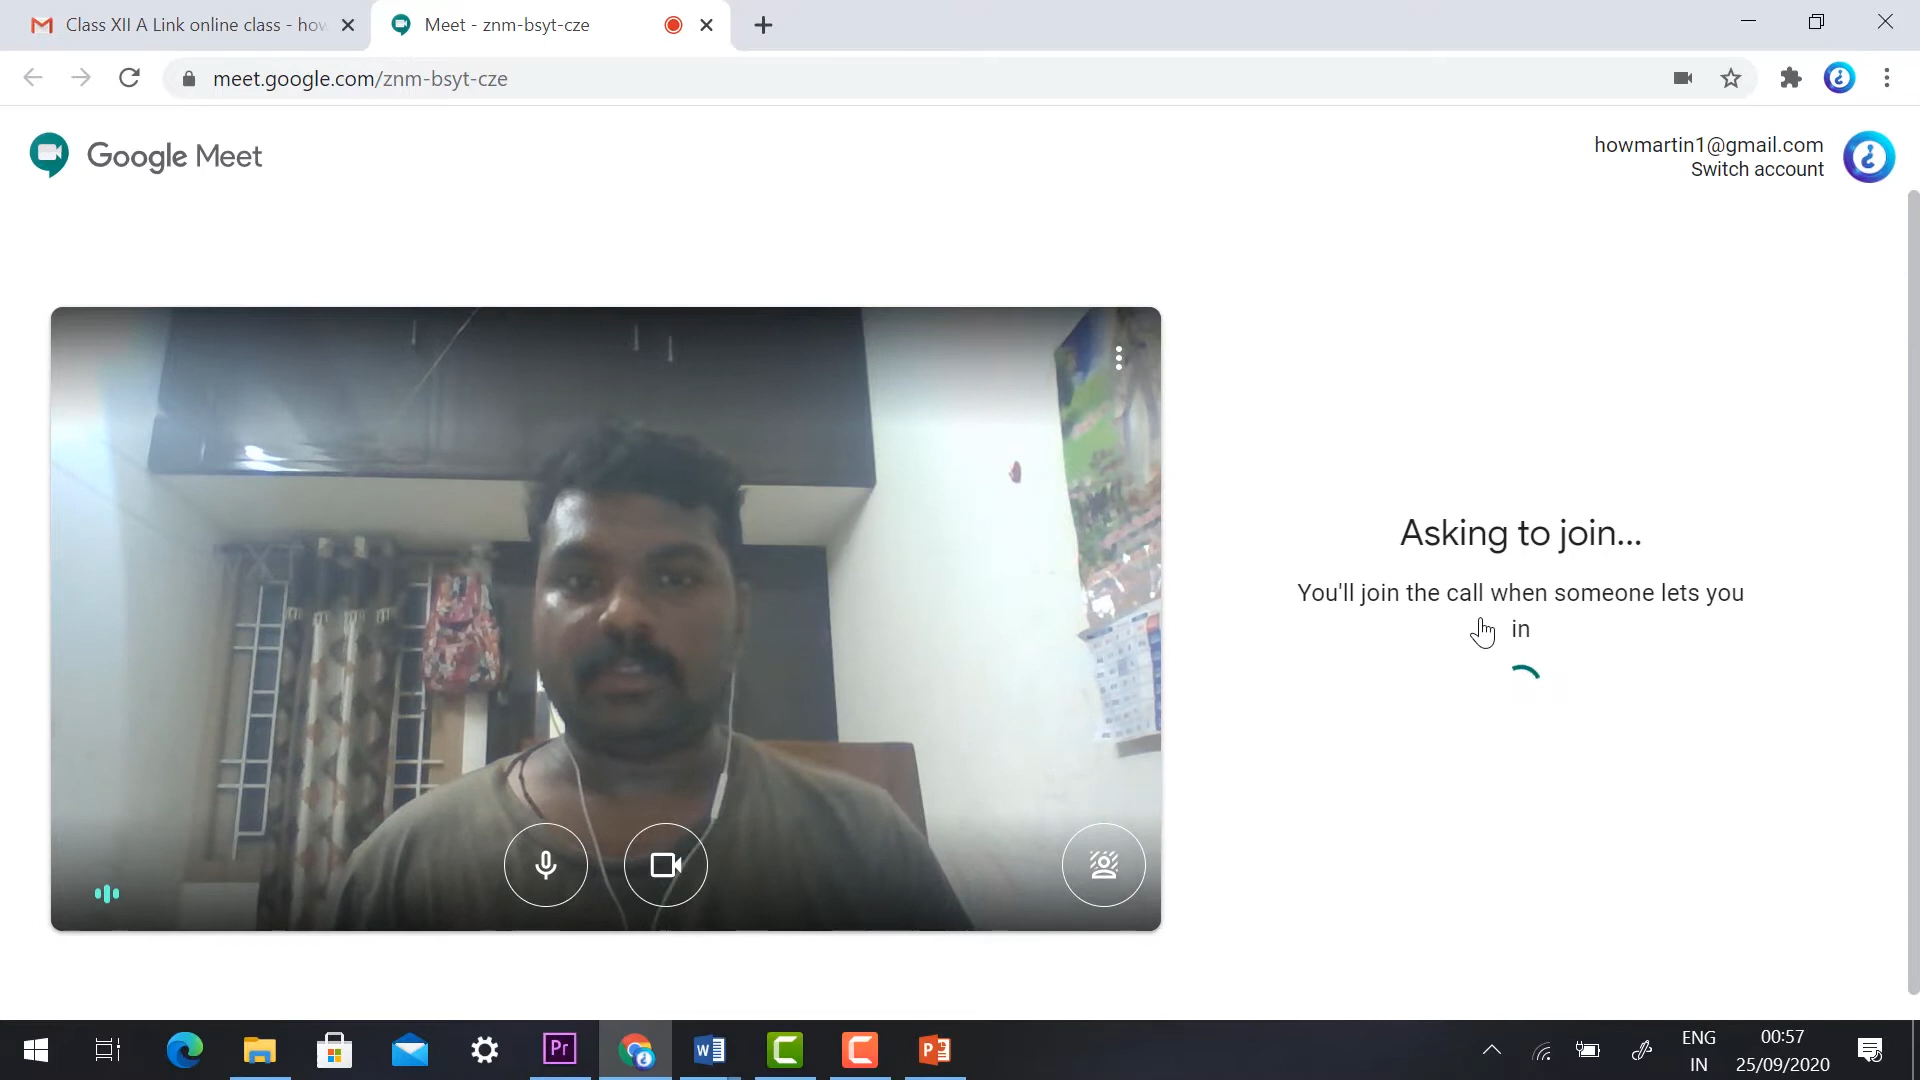 Class XII A Link online class - how
Meet - znm-bsyt-cze
meet.google.com/znm-bsyt-cze
Google Meet
howmartin1@gmail.com
Switch account
Asking to join...
You'll join the call when someone lets you
in
Pr
ENG
IN
00:57
25/09/2020